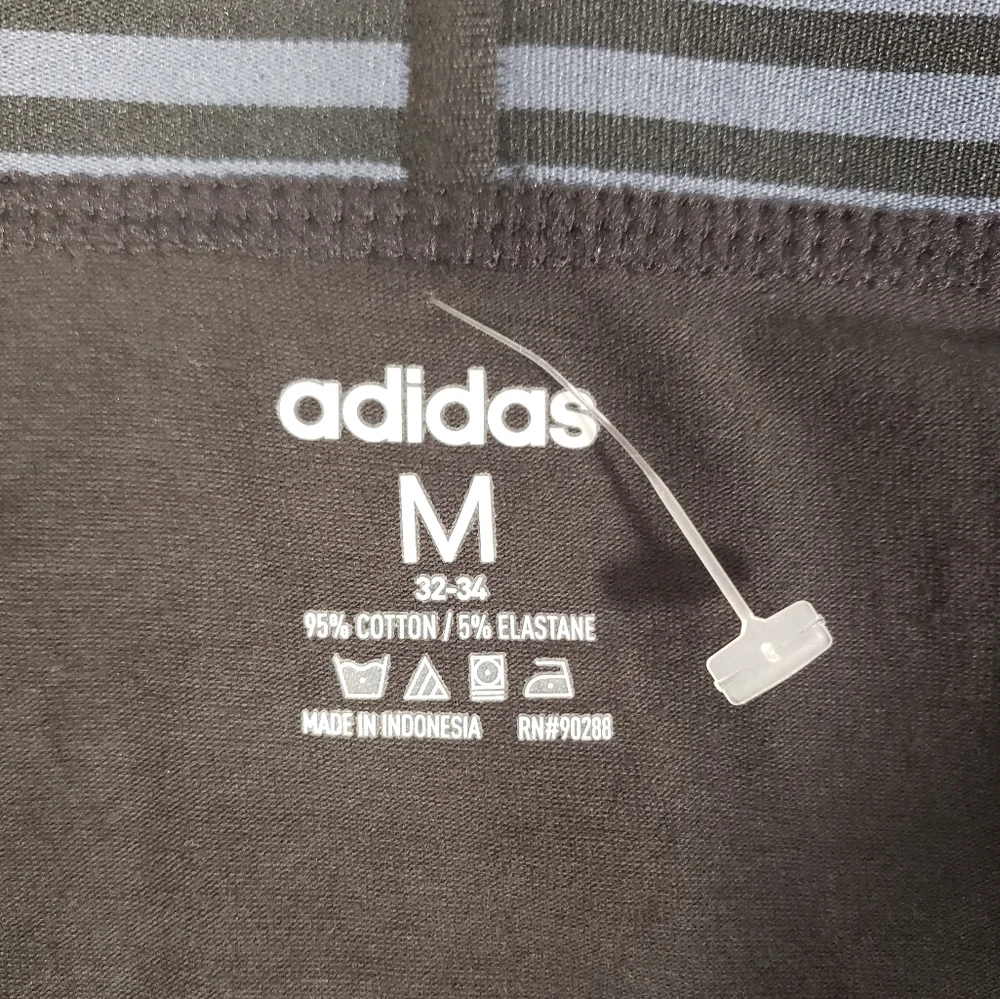 adidas
M
32-34
95% COTTON / 5% ELASTANE
MADE IN INDONESIA RN#90288